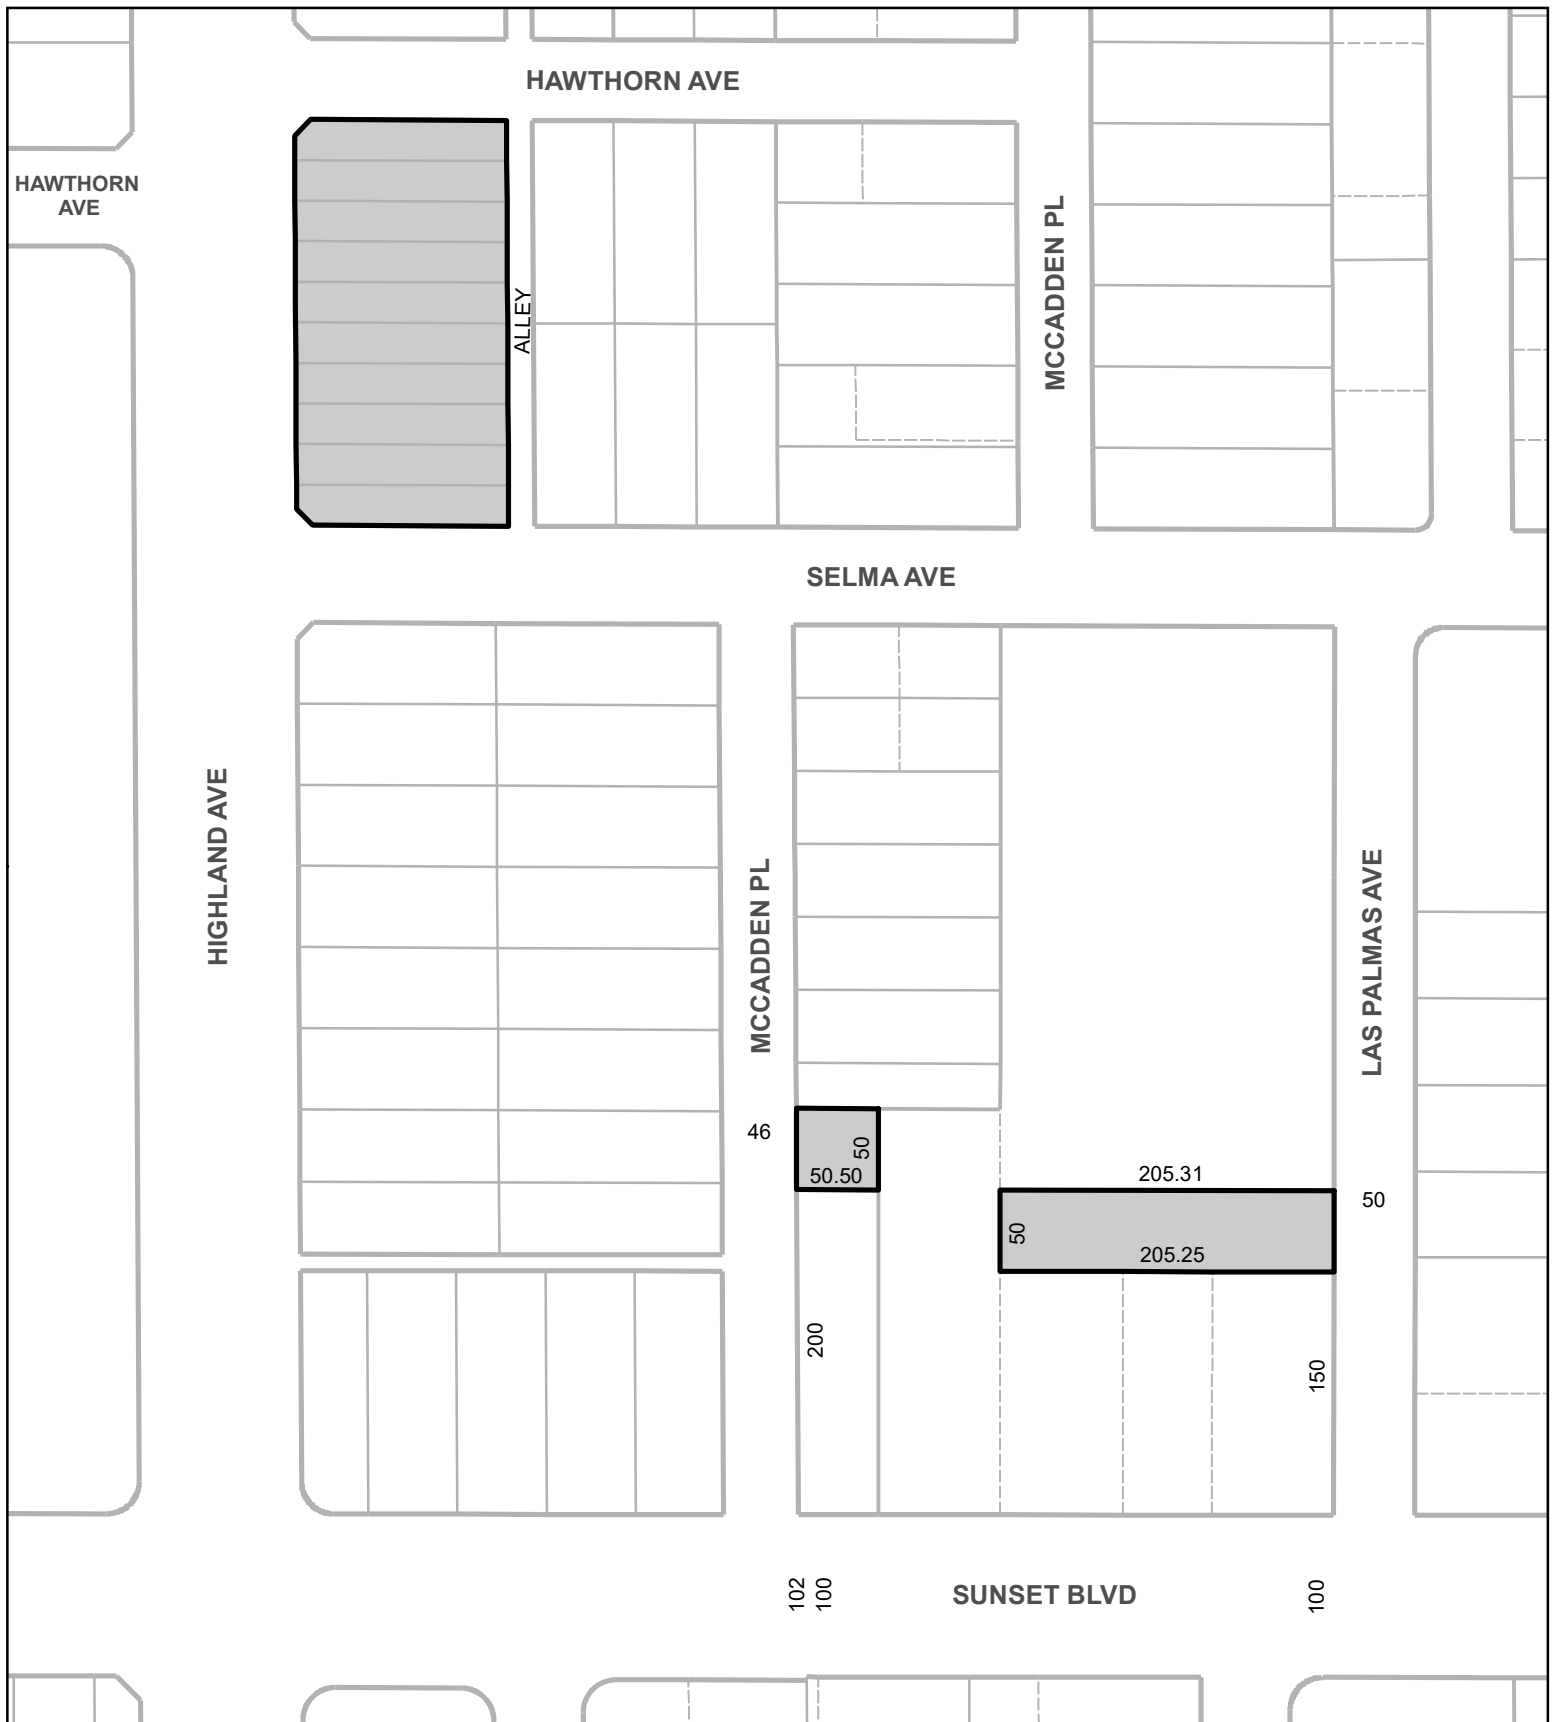 HAWTHORN AVE
HAWTHORN
AVE
MCCADDEN PL
ALLEY
SELMA AVE
HIGHLAND AVE
MCCADDEN PL
LAS PALMAS AVE
46
50
50.50
205.31
50
50
205.25
200
150
102
100
SUNSET BLVD
100